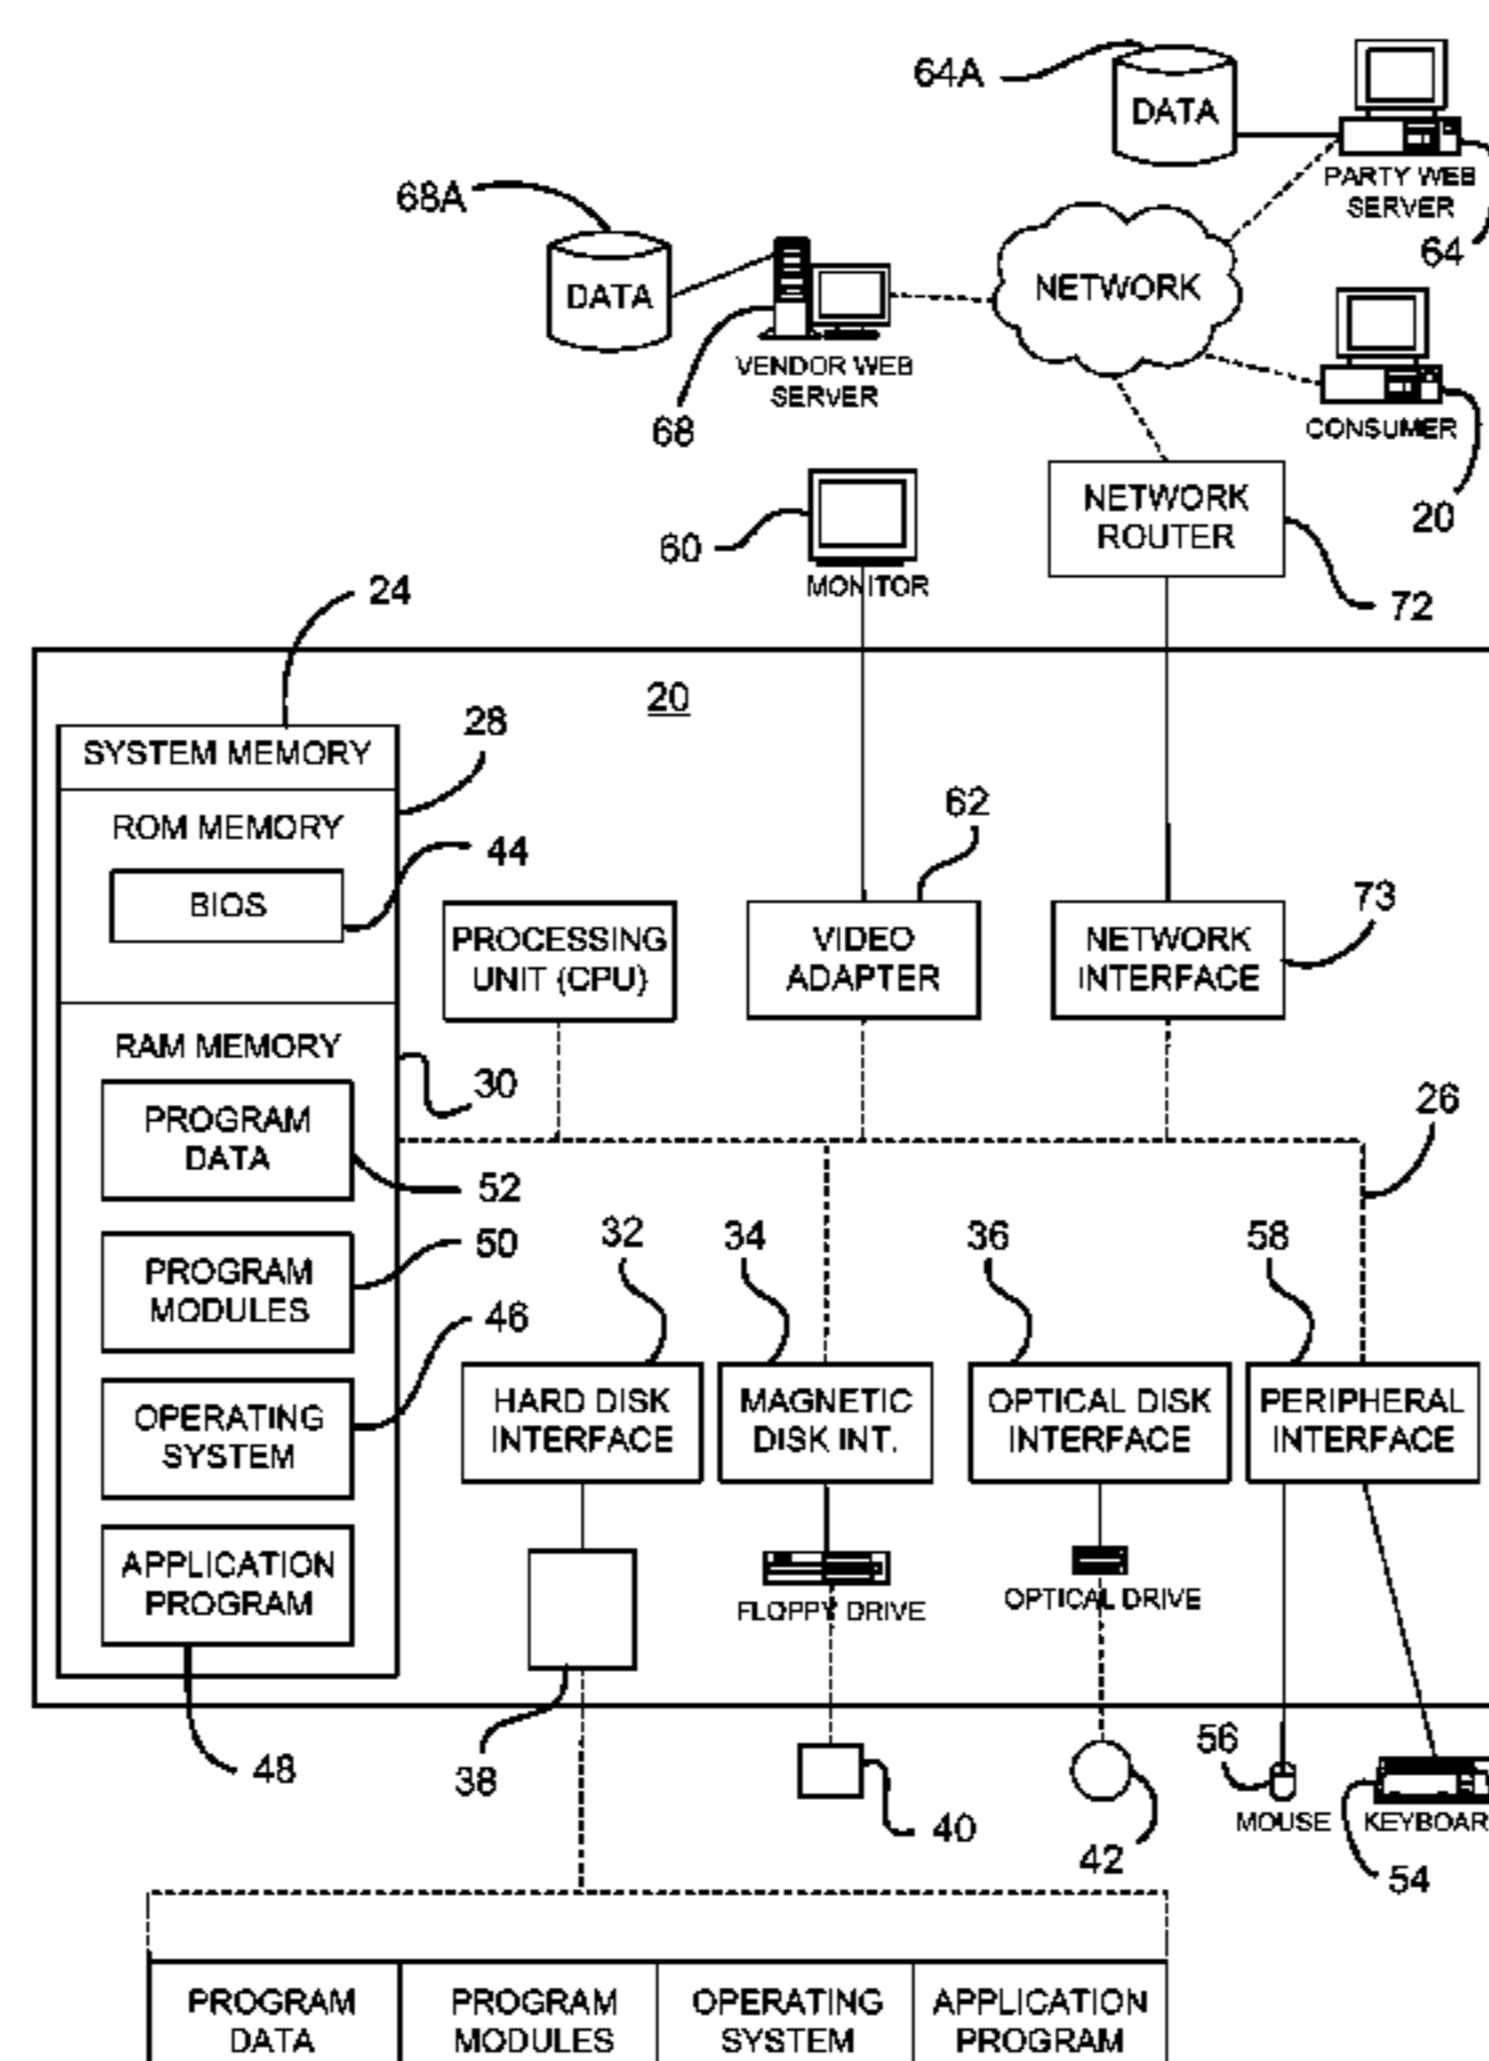 64A
DATA
PARTY WEB
SERVER
64
68A
DATA
NETWORK
VENDOR WEB
SERVER
68
CONSUMER
20
60
MONITOR
NETWORK
ROUTER
72
24
20
SYSTEM MEMORY
28
ROM MEMORY
44
BIOS
62
73
PROCESSING
UNIT (CPU)
VIDEO
ADAPTER
NETWORK
INTERFACE
RAM MEMORY
30
26
PROGRAM
DATA
52
PROGRAM
MODULES
50
32
34
36
58
46
OPERATING
SYSTEM
HARD DISK
INTERFACE
MAGNETIC
DISK INT.
OPTICAL DISK
INTERFACE
PERIPHERAL
INTERFACE
APPLICATION
PROGRAM
FLOPPY DRIVE
OPTICAL DRIVE
48
38
40
42
56
MOUSE
KEYBOAR
54
PROGRAM
DATA
PROGRAM
MODULES
OPERATING
SYSTEM
APPLICATION
PROGRAM